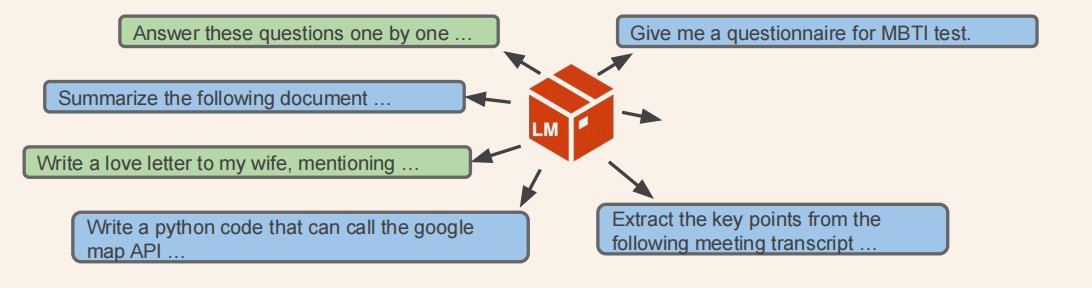 Answer these questions one by one …
Give me a questionnaire for MBTI test.
Summarize the following document …
LM
Write a love letter to my wife, mentioning …
Write a python code that can call the google
map API …
Extract the key points from the
following meeting transcript …